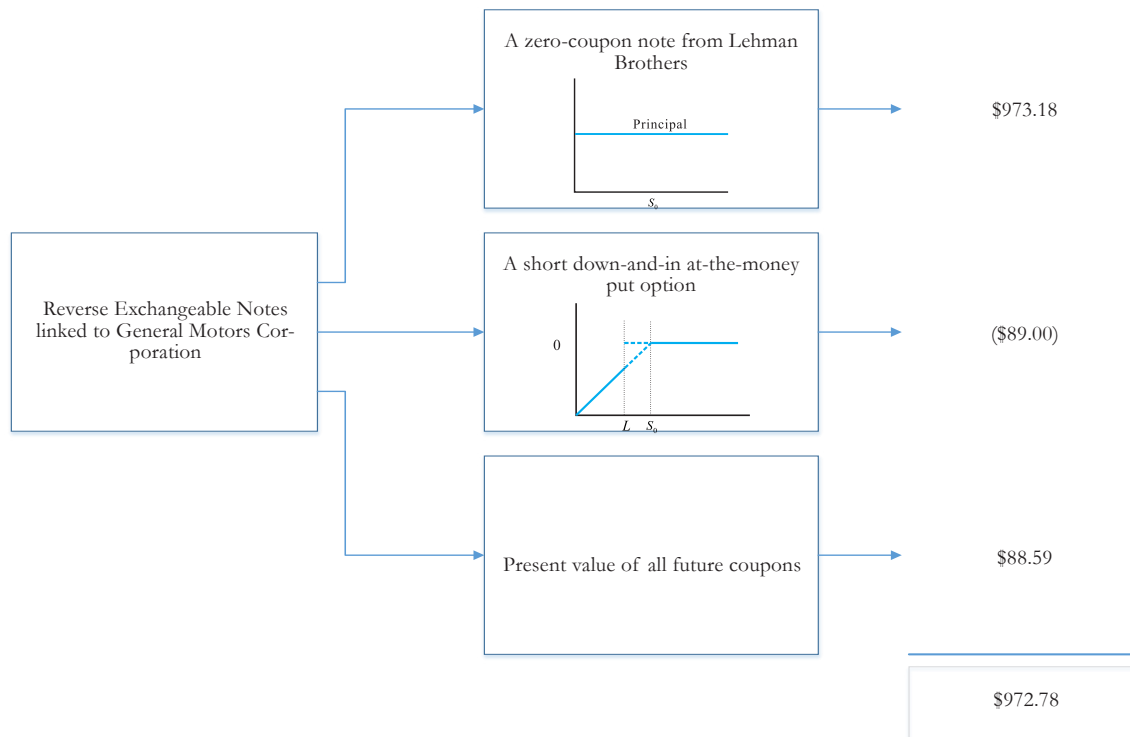 Reverse Exchangeable Notes
linked to General Motors Cor-
poration
A zero-coupon note from Lehman
Brothers
Principal
S₀
$973.18
A short down-and-in at-the-money
put option
0
L S₀
($89.00)
Present value of all future coupons
$88.59
$972.78